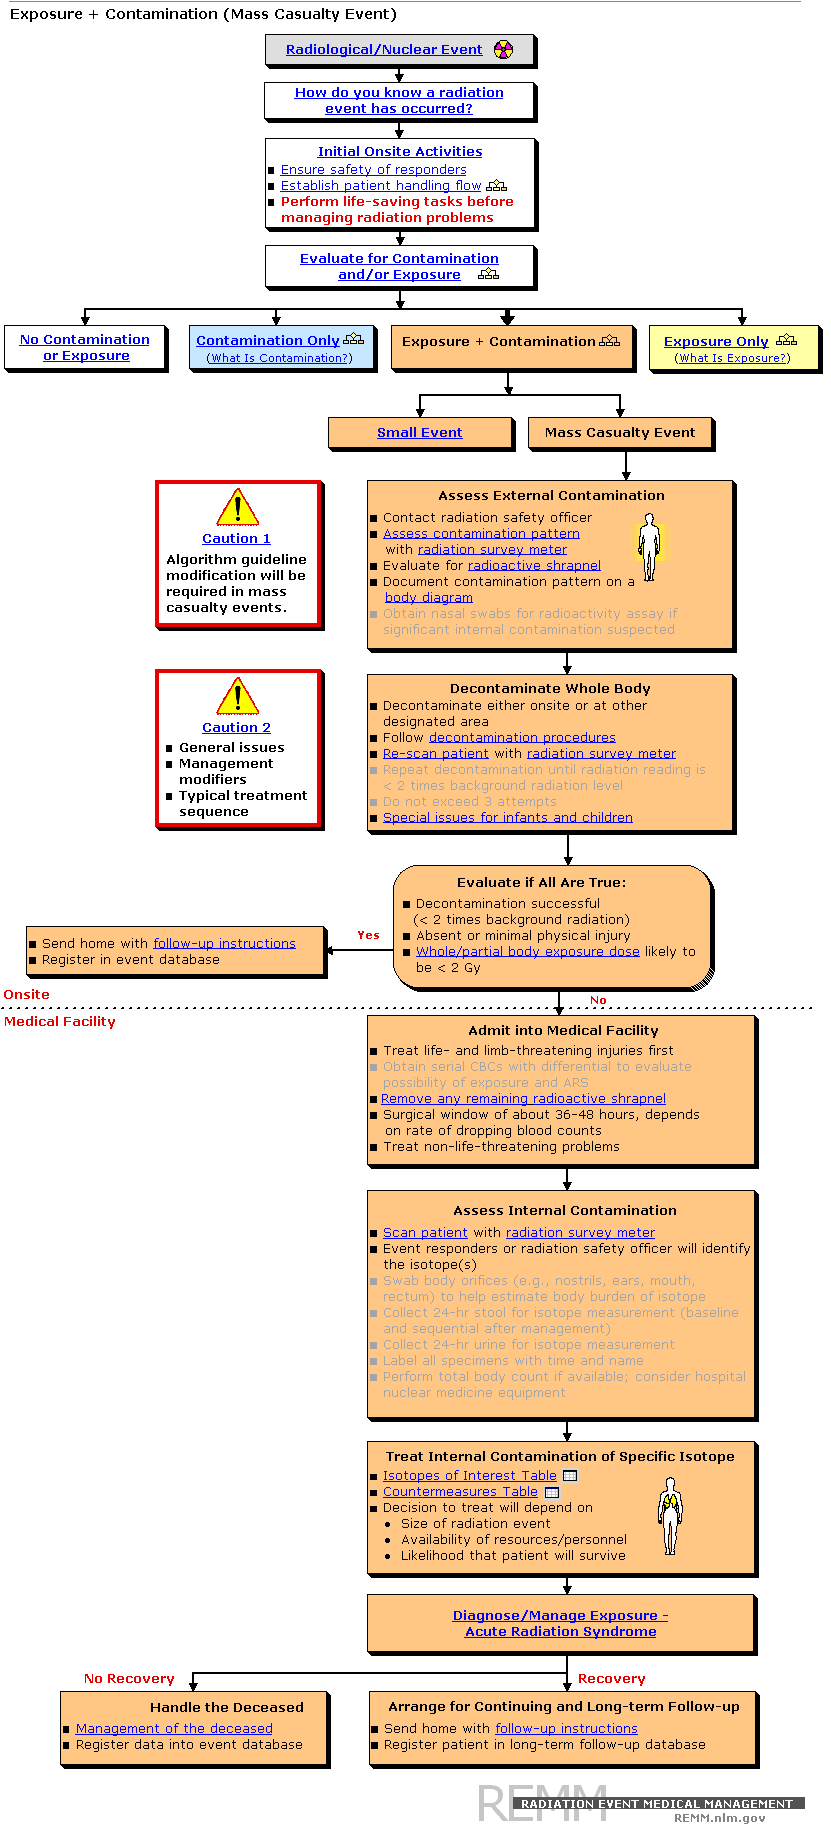 Exposure + Contamination (Mass Casualty Event)
Radiological/Nuclear Event
How do you know a radiation
event has occurred?
Initial Onsite Activities
Ensure safety of responders
Establish patient handling flow
Perform life-saving tasks before
managing radiation problems
Evaluate for Contamination
and/or Exposure
No Contamination
or Exposure
Contamination Only
(What Is Contamination?)
Exposure + Contamination
Exposure Only
(What Is Exposure?)
Small Event
Mass Casualty Event
Caution 1
Algorithm guideline
modification will be
required in mass
casualty events.
Assess External Contamination
Contact radiation safety officer
Assess contamination pattern
with radiation survey meter
Evaluate for radioactive shrapnel
Document contamination pattern on a
body diagram
Obtain nasal swabs for radioactivity assay if
significant internal contamination suspected
Caution 2
General issues
Management
modifiers
Typical treatment
sequence
Decontaminate Whole Body
Decontaminate either onsite or at other
designated area
Follow decontamination procedures
Re-scan patient with radiation survey meter
Repeat decontamination until radiation reading is
< 2 times background radiation level
Do not exceed 3 attempts
Special issues for infants and children
Evaluate if All Are True:
Decontamination successful
(< 2 times background radiation)
Absent or minimal physical injury
Whole/partial body exposure dose likely to
be < 2 Gy
Yes
Send home with follow-up instructions
Register in event database
Onsite
No
Medical Facility
Admit into Medical Facility
Treat life- and limb-threatening injuries first
Obtain serial CBCs with differential to evaluate
possibility of exposure and ARS
Remove any remaining radioactive shrapnel
Surgical window of about 36-48 hours, depends
on rate of dropping blood counts
Treat non-life-threatening problems
Assess Internal Contamination
Scan patient with radiation survey meter
Event responders or radiation safety officer will identify
the isotope(s)
Swab body orifices (e.g., nostrils, ears, mouth,
rectum) to help estimate body burden of isotope
Collect 24-hr stool for isotope measurement (baseline
and sequential after management)
Collect 24-hr urine for isotope measurement
Label all specimens with time and name
Perform total body count if available; consider hospital
nuclear medicine equipment
Treat Internal Contamination of Specific Isotope
Isotopes of Interest Table
Countermeasures Table
Decision to treat will depend on
Size of radiation event
Availability of resources/personnel
Likelihood that patient will survive
Diagnose/Manage Exposure -
Acute Radiation Syndrome
No Recovery
Recovery
Handle the Deceased
Management of the deceased
Register data into event database
Arrange for Continuing and Long-term Follow-up
Send home with follow-up instructions
Register patient in long-term follow-up database
REMM
RADIATION EVENT MEDICAL MANAGEMENT
REMM.nlm.gov